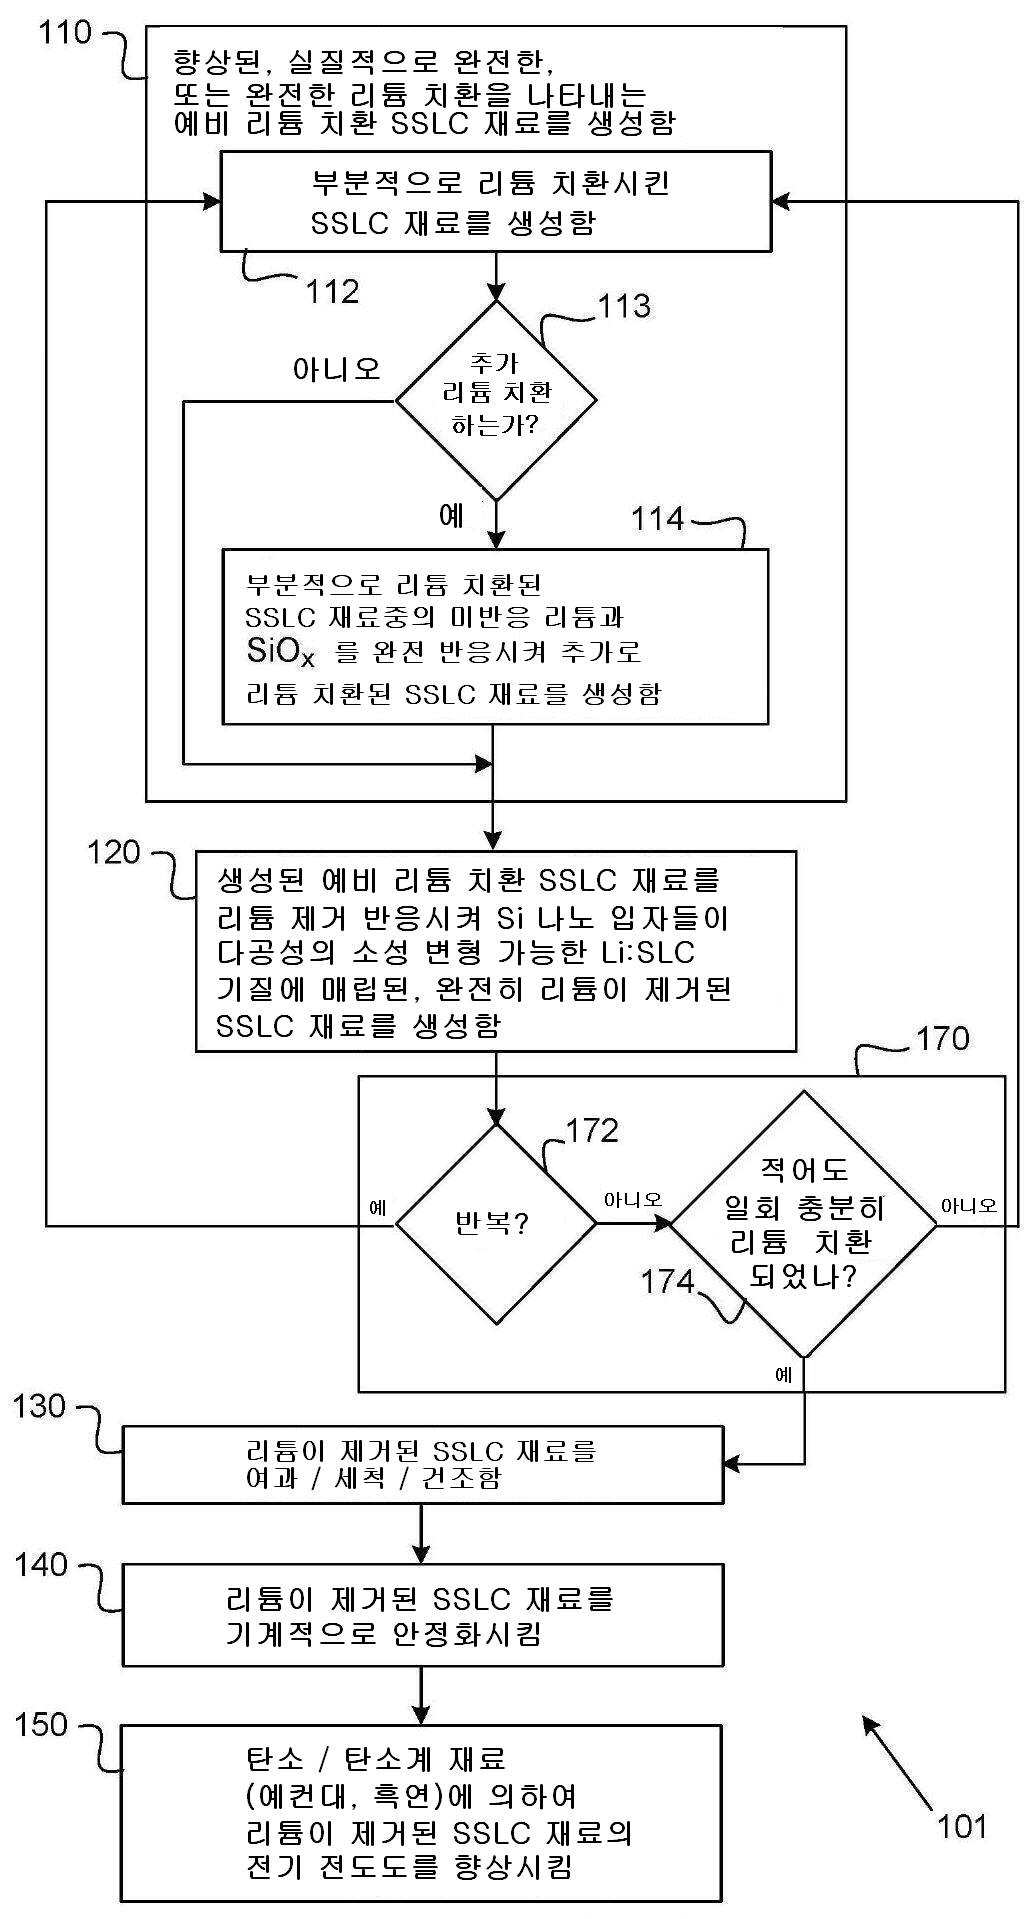 110
향상된, 실질적으로 완전한,
또는 완전한 리튬 치환을 나타내는
예비 리튬 치환 SSLC 재료를 생성함
부분적으로 리튬 치환시킨
SSLC 재료를 생성함
112
113
추가
리튬 치환
하는가?
아니오
예
114
부분적으로 리튬 치환된
SSLC 재료중의 미반응 리튬과
SiOx 를 완전 반응시켜 추가로
리튬 치환된 SSLC 재료를 생성함
120
생성된 예비 리튬 치환 SSLC 재료를
리튬 제거 반응시켜 Si 나노 입자들이
다공성의 소성 변형 가능한 Li:SLC
기질에 매립된, 완전히 리튬이 제거된
SSLC 재료를 생성함
170
172
예
반복?
아니오
적어도
일회 충분히
리튬 치환
되었나?
아니오
174
예
130
리튬이 제거된 SSLC 재료를
여과 / 세척 / 건조함
140
리튬이 제거된 SSLC 재료를
기계적으로 안정화시킴
150
탄소 / 탄소계 재료
(예컨대, 흑연)에 의하여
리튬이 제거된 SSLC 재료의
전기 전도도를 향상시킴
101